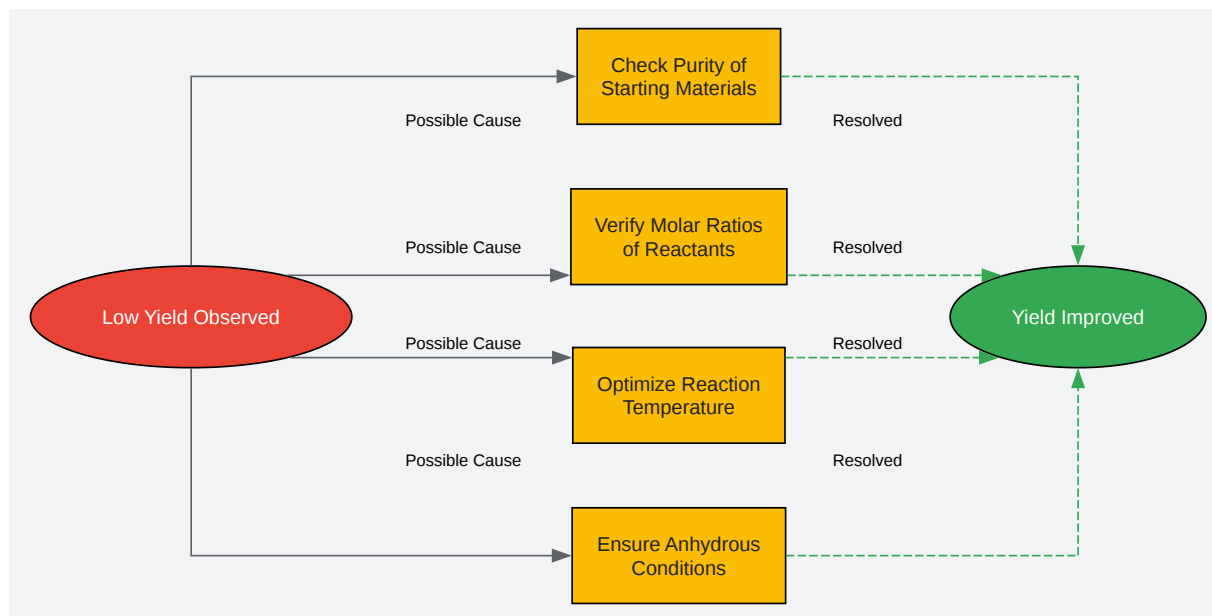 Check Purity of
Starting Materials
Possible Cause
Resolved
Verify Molar Ratios
of Reactants
Possible Cause
Resolved
Low Yield Observed
Yield Improved
Possible Cause
Resolved
Optimize Reaction
Temperature
Possible Cause
Resolved
Ensure Anhydrous
Conditions